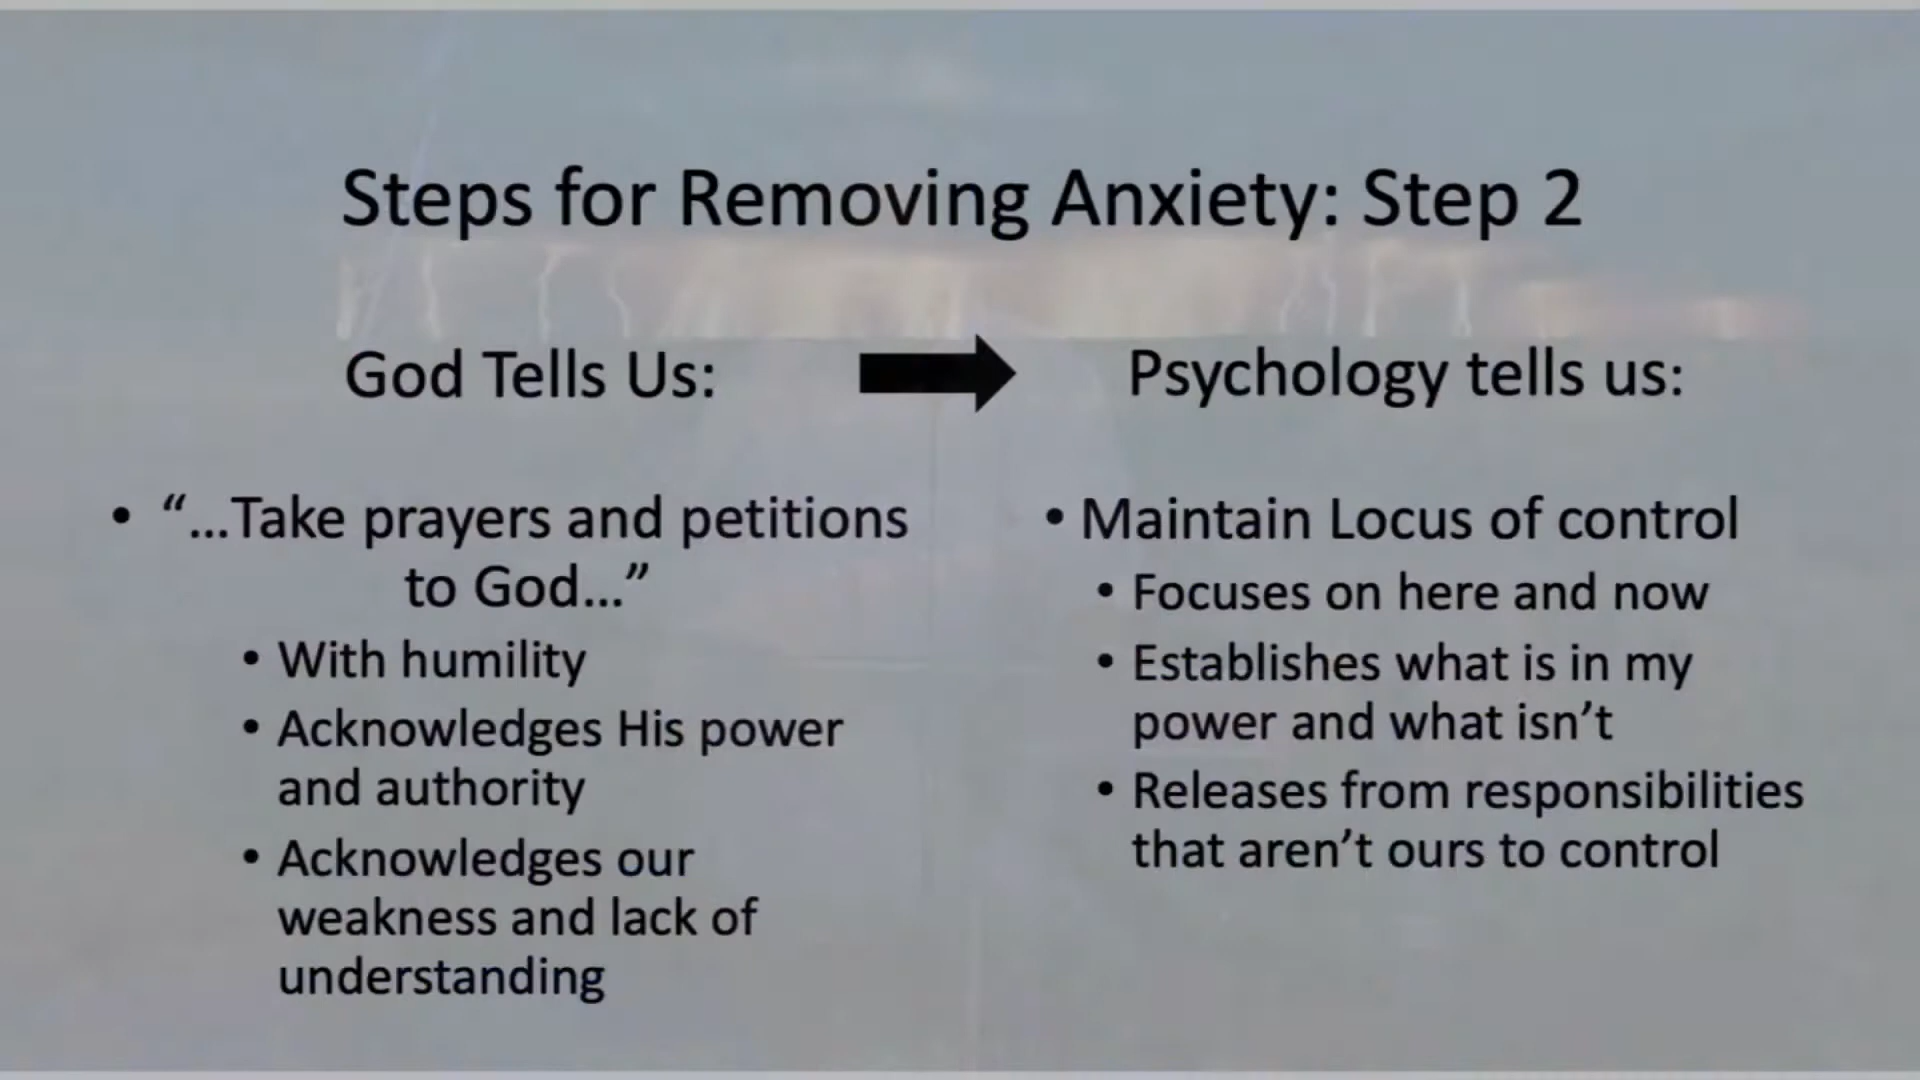 Steps for Removing Anxiety: Step 2
God Tells Us:
Psychology tells us:
• “...Take prayers and petitions
to God...”
• With humility
• Acknowledges His power
and authority
• Acknowledges our
weakness and lack of
understanding
• Maintain Locus of control
• Focuses on here and now
• Establishes what is in my
power and what isn’t
• Releases from responsibilities
that aren’t ours to control